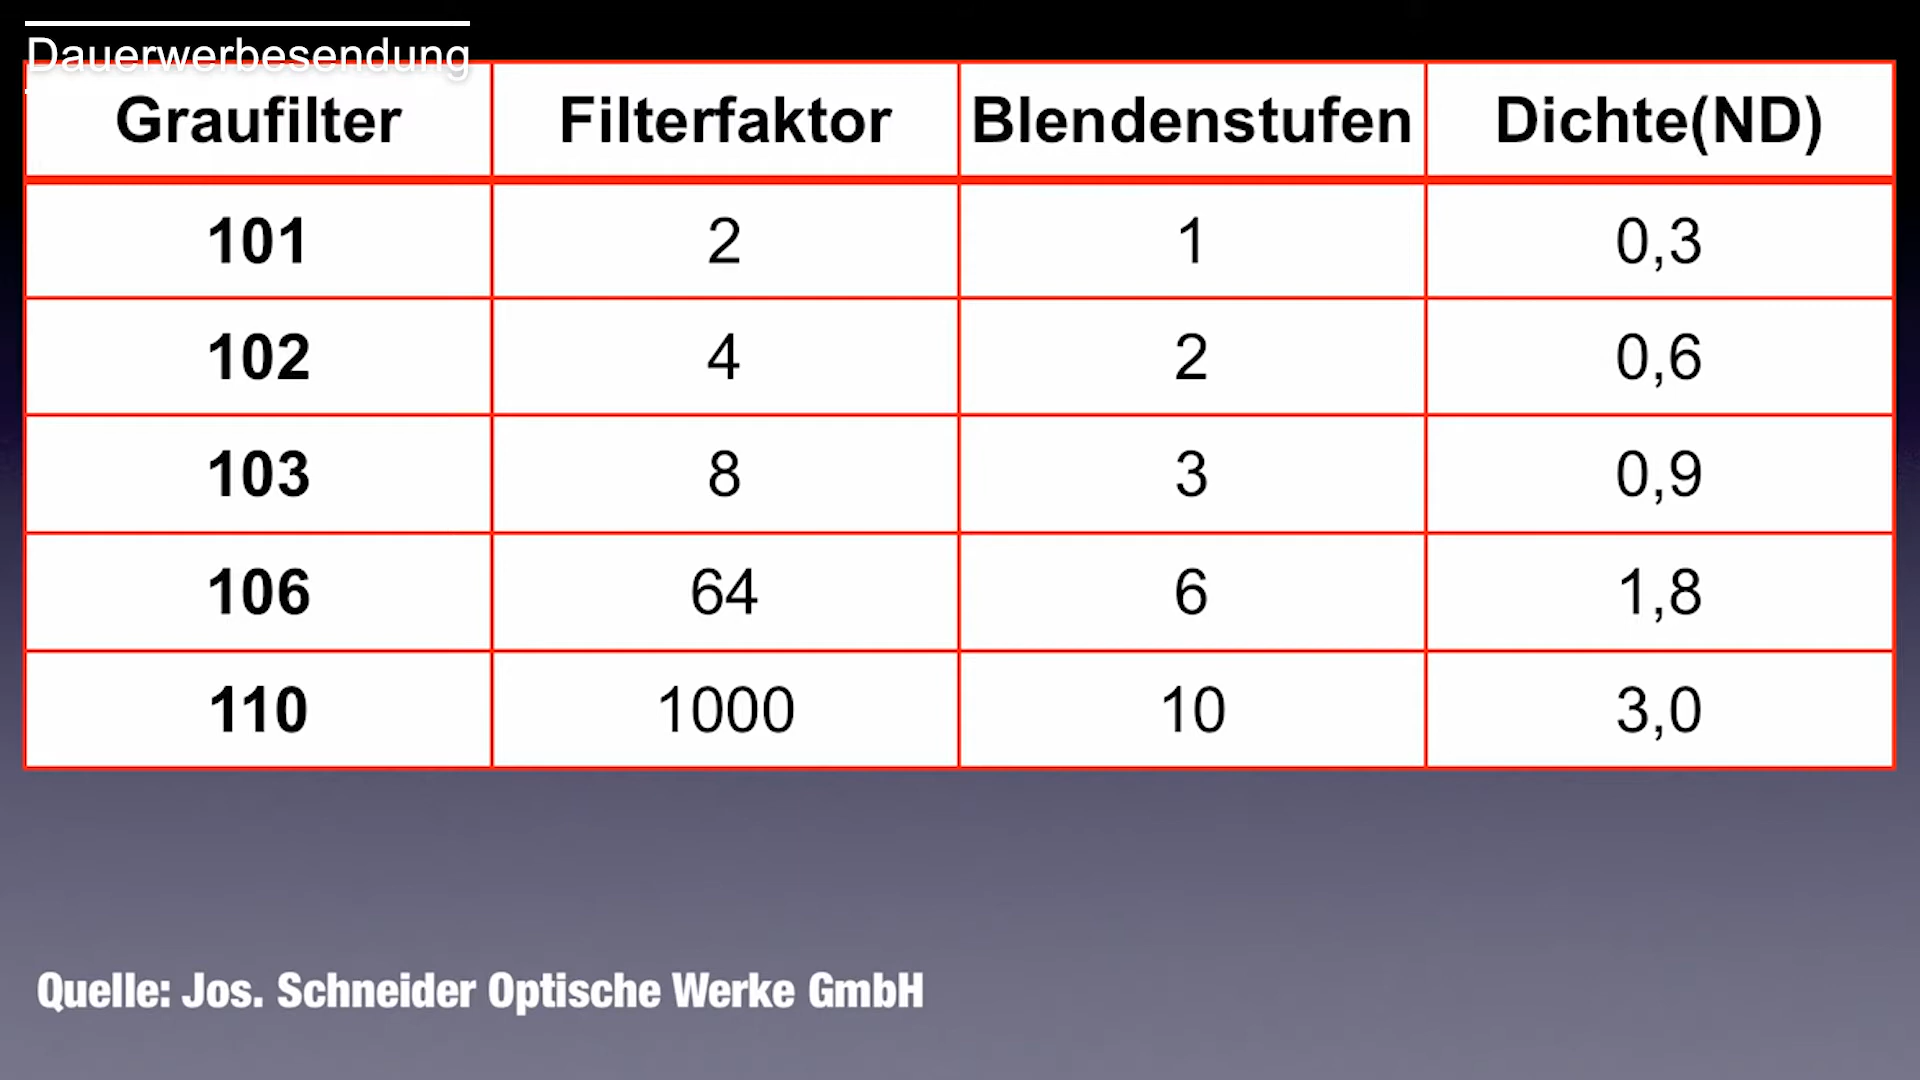 Dauerwerbesendung
Graufilter Filterfaktor Blendenstufen Dichte(ND)
101 2 1 0,3
102 4 2 0,6
103 8 3 0,9
106 64 6 1,8
110 1000 10 3,0
Quelle: Jos. Schneider Optische Werke GmbH